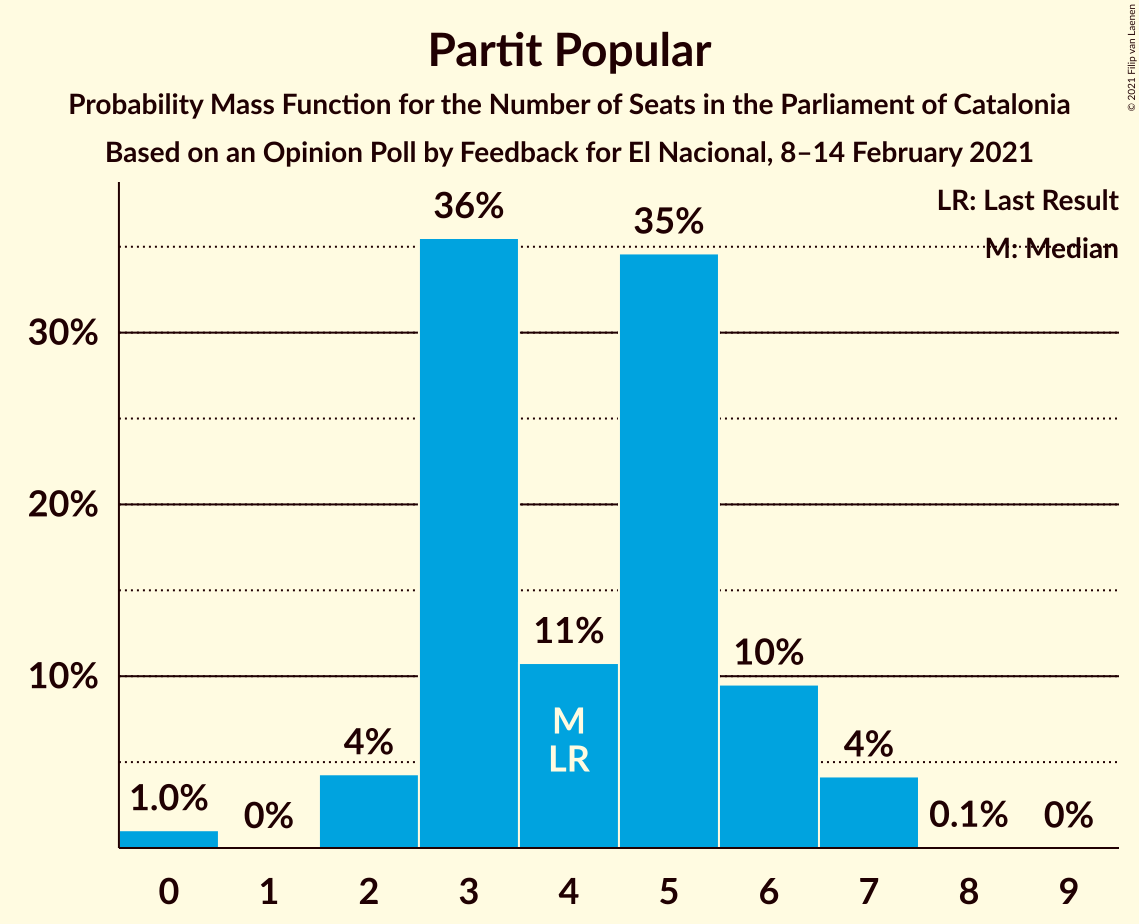 Partit Popular
Probability Mass Function for the Number of Seats in the Parliament of Catalonia
Based on an Opinion Poll by Feedback for El Nacional, 8–14 February 2021
© 2021 Filip van Laenen
LR: Last Result
M: Median
36%
35%
30%
20%
11%
10%
10%
M
LR
4%
4%
1.0%
0%
0.1%
0%
0 1 2 3 4 5 6 7 8 9